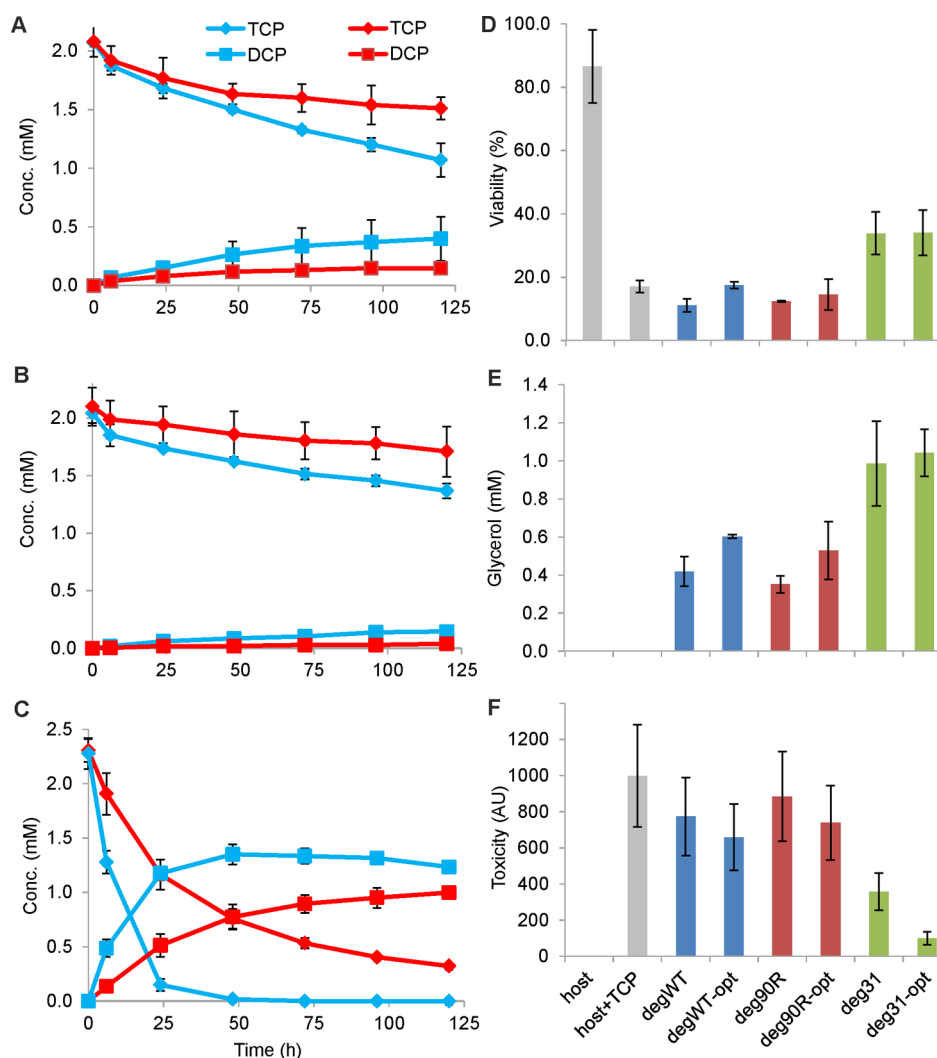 A
TCP
TCP
DCP
DCP
2.0
1.5
1.0
0.5
0.0
Conc. (mM)
0 25 50 75 100 125
B
2.0
1.5
1.0
0.5
0.0
Conc. (mM)
0 25 50 75 100 125
C
2.5
2.0
1.5
1.0
0.5
0.0
Conc. (mM)
0 25 50 75 100 125
Time (h)
D
100.0
80.0
60.0
40.0
20.0
0.0
Viability (%)
E
1.4
1.2
1.0
0.8
0.6
0.4
0.2
0.0
Glycerol (mM)
F
1200
1000
800
600
400
200
0
Toxicity (AU)
host
host+TCP
degWT
degWT-opt
deg90R
deg90R-opt
deg31
deg31-opt